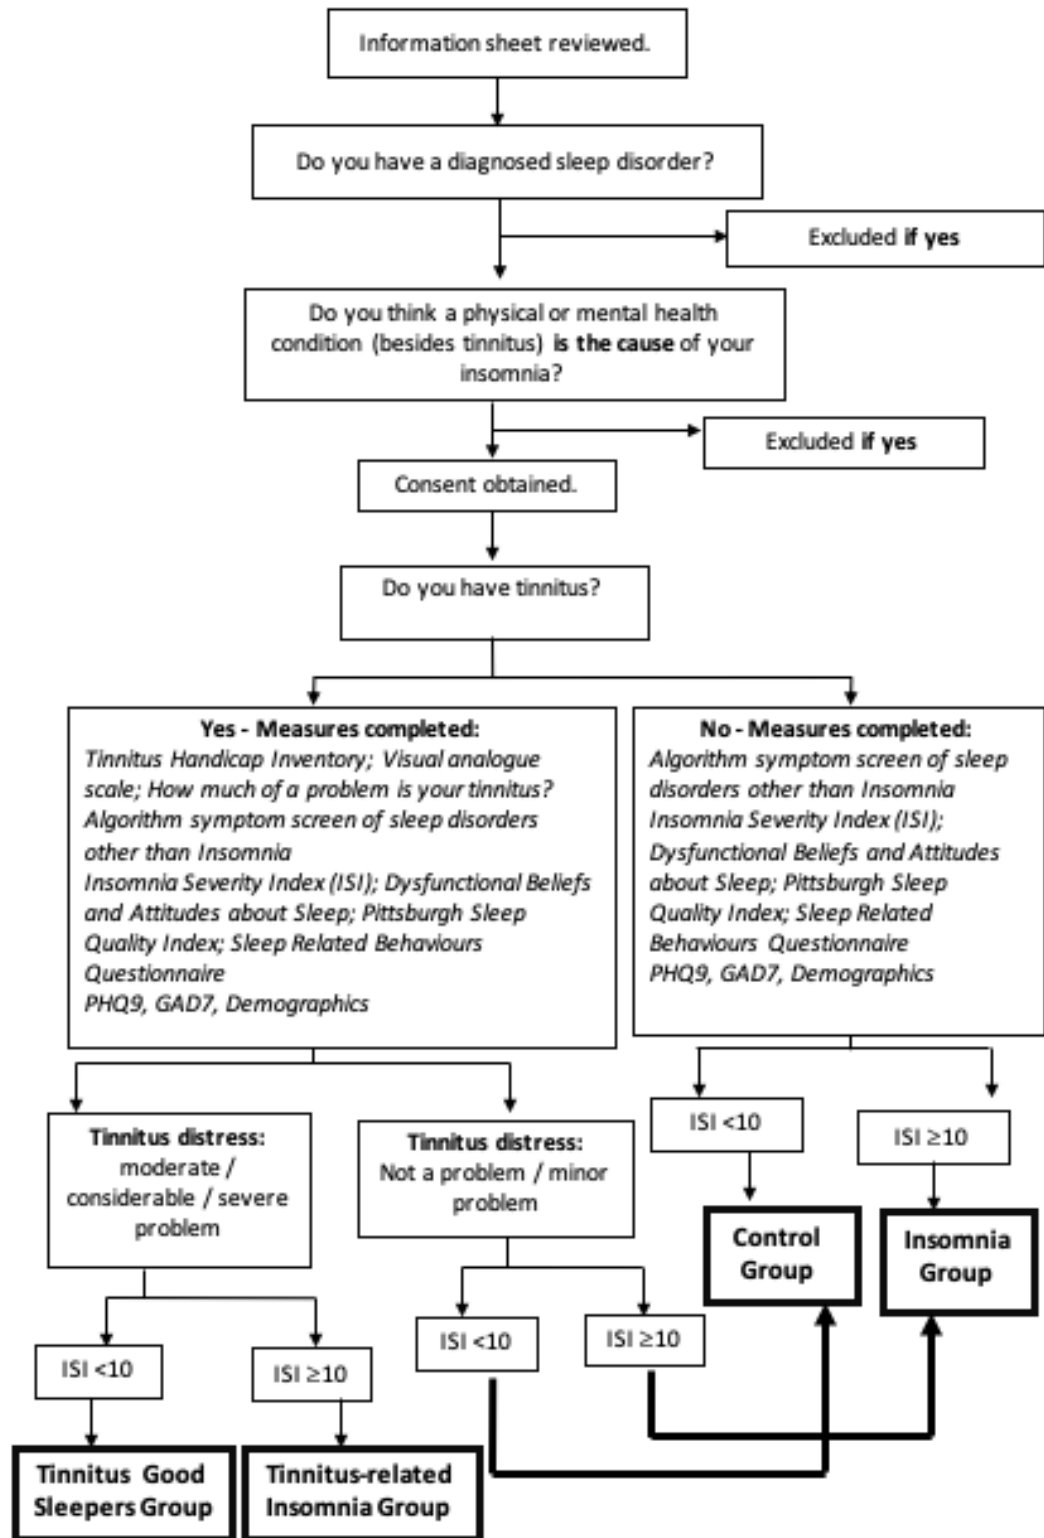 Information sheet reviewed.
Do you have a diagnosed sleep disorder?
Excluded if yes
Do you think a physical or mental health
condition (besides tinnitus) is the cause of your
insomnia?
Excluded if yes
Consent obtained.
Do you have tinnitus?
Yes - Measures completed:
Tinnitus Handicap Inventory; Visual analogue
scale; How much of a problem is your tinnitus?
Algorithm symptom screen of sleep disorders
other than Insomnia
Insomnia Severity Index (ISI); Dysfunctional Beliefs
and Attitudes about Sleep; Pittsburgh Sleep
Quality Index; Sleep Related Behaviours
Questionnaire
PHQ9, GAD7, Demographics
No - Measures completed:
Algorithm symptom screen of sleep
disorders other than Insomnia
Insomnia Severity Index (ISI);
Dysfunctional Beliefs and Attitudes
about Sleep; Pittsburgh Sleep
Quality Index; Sleep Related
Behaviours Questionnaire
PHQ9, GAD7, Demographics
Tinnitus distress:
moderate /
considerable / severe
problem
Tinnitus distress:
Not a problem / minor
problem
ISI <10
ISI ≥10
Control
Group
Insomnia
Group
ISI <10
ISI ≥10
ISI <10
ISI ≥10
Tinnitus Good
Sleepers Group
Tinnitus-related
Insomnia Group